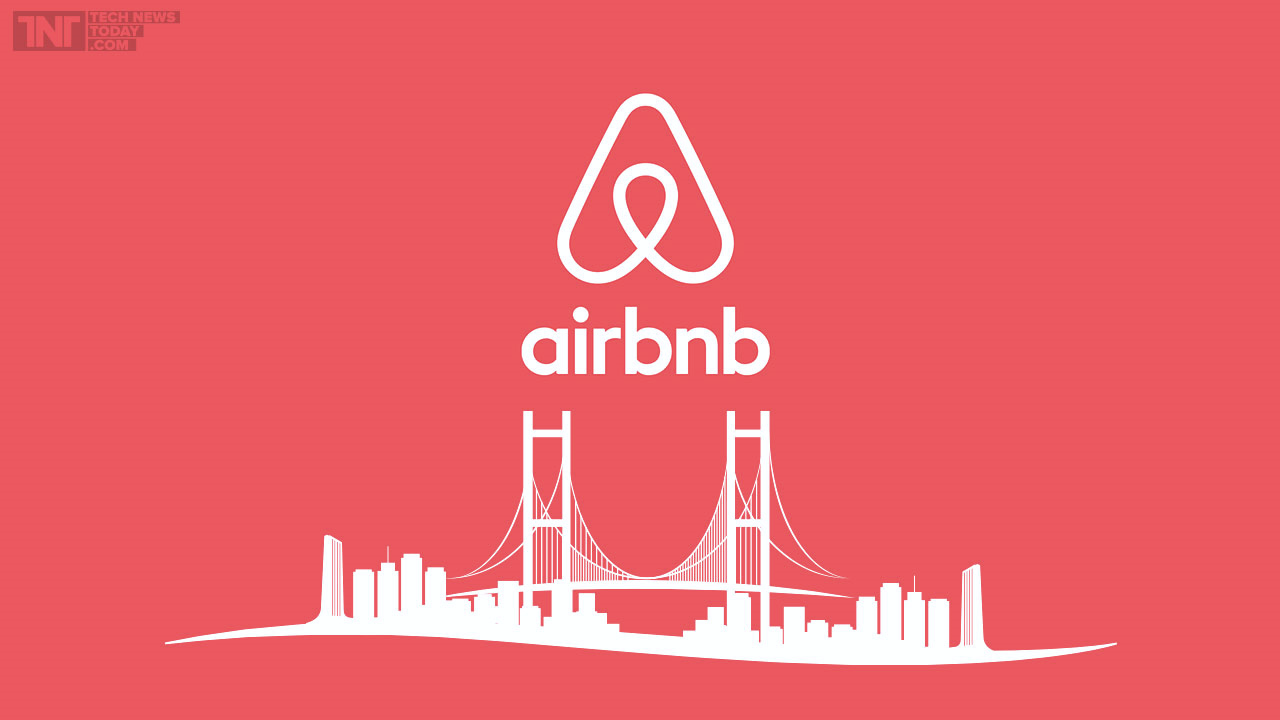 TNT
TECH NEWS
TODAY
.COM
airbnb